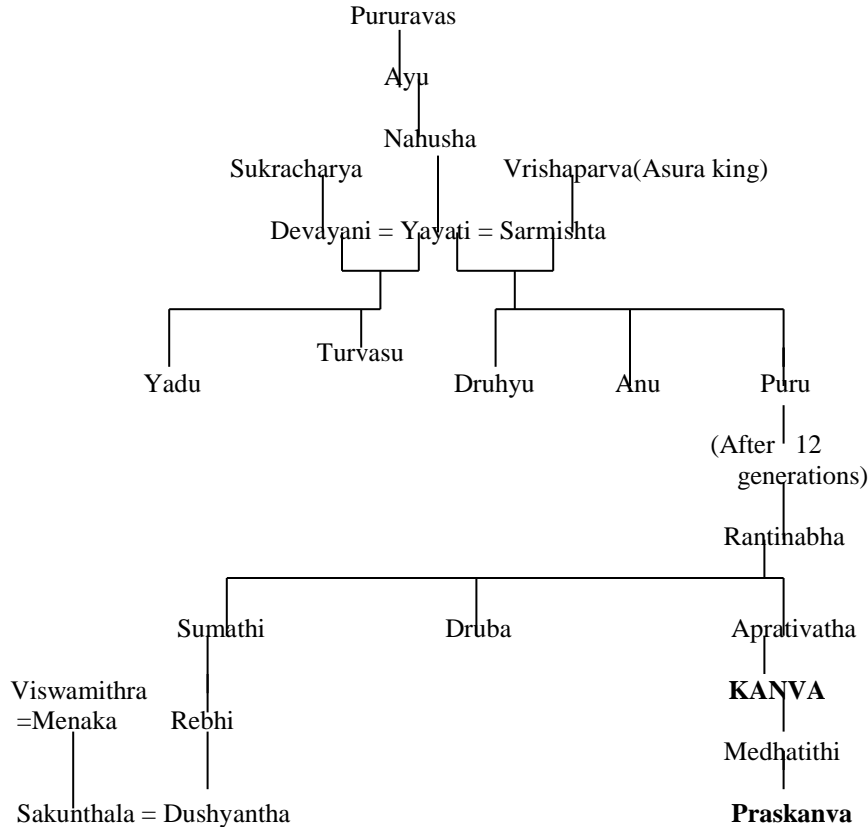 Pururavas
Ayu
Nahusha
Sukracharya Vrishaparva(Asura king)
Devayani = Yayati = Sarmishta
Turvasu
Yadu Druhyu Anu Puru
(After 12
generations)
Rantinabha
Sumathi Druba Aprativatha
Viswamithra KANVA
=Menaka Rebhi
Medhatithi
Sakunthala = Dushyantha Praskanva